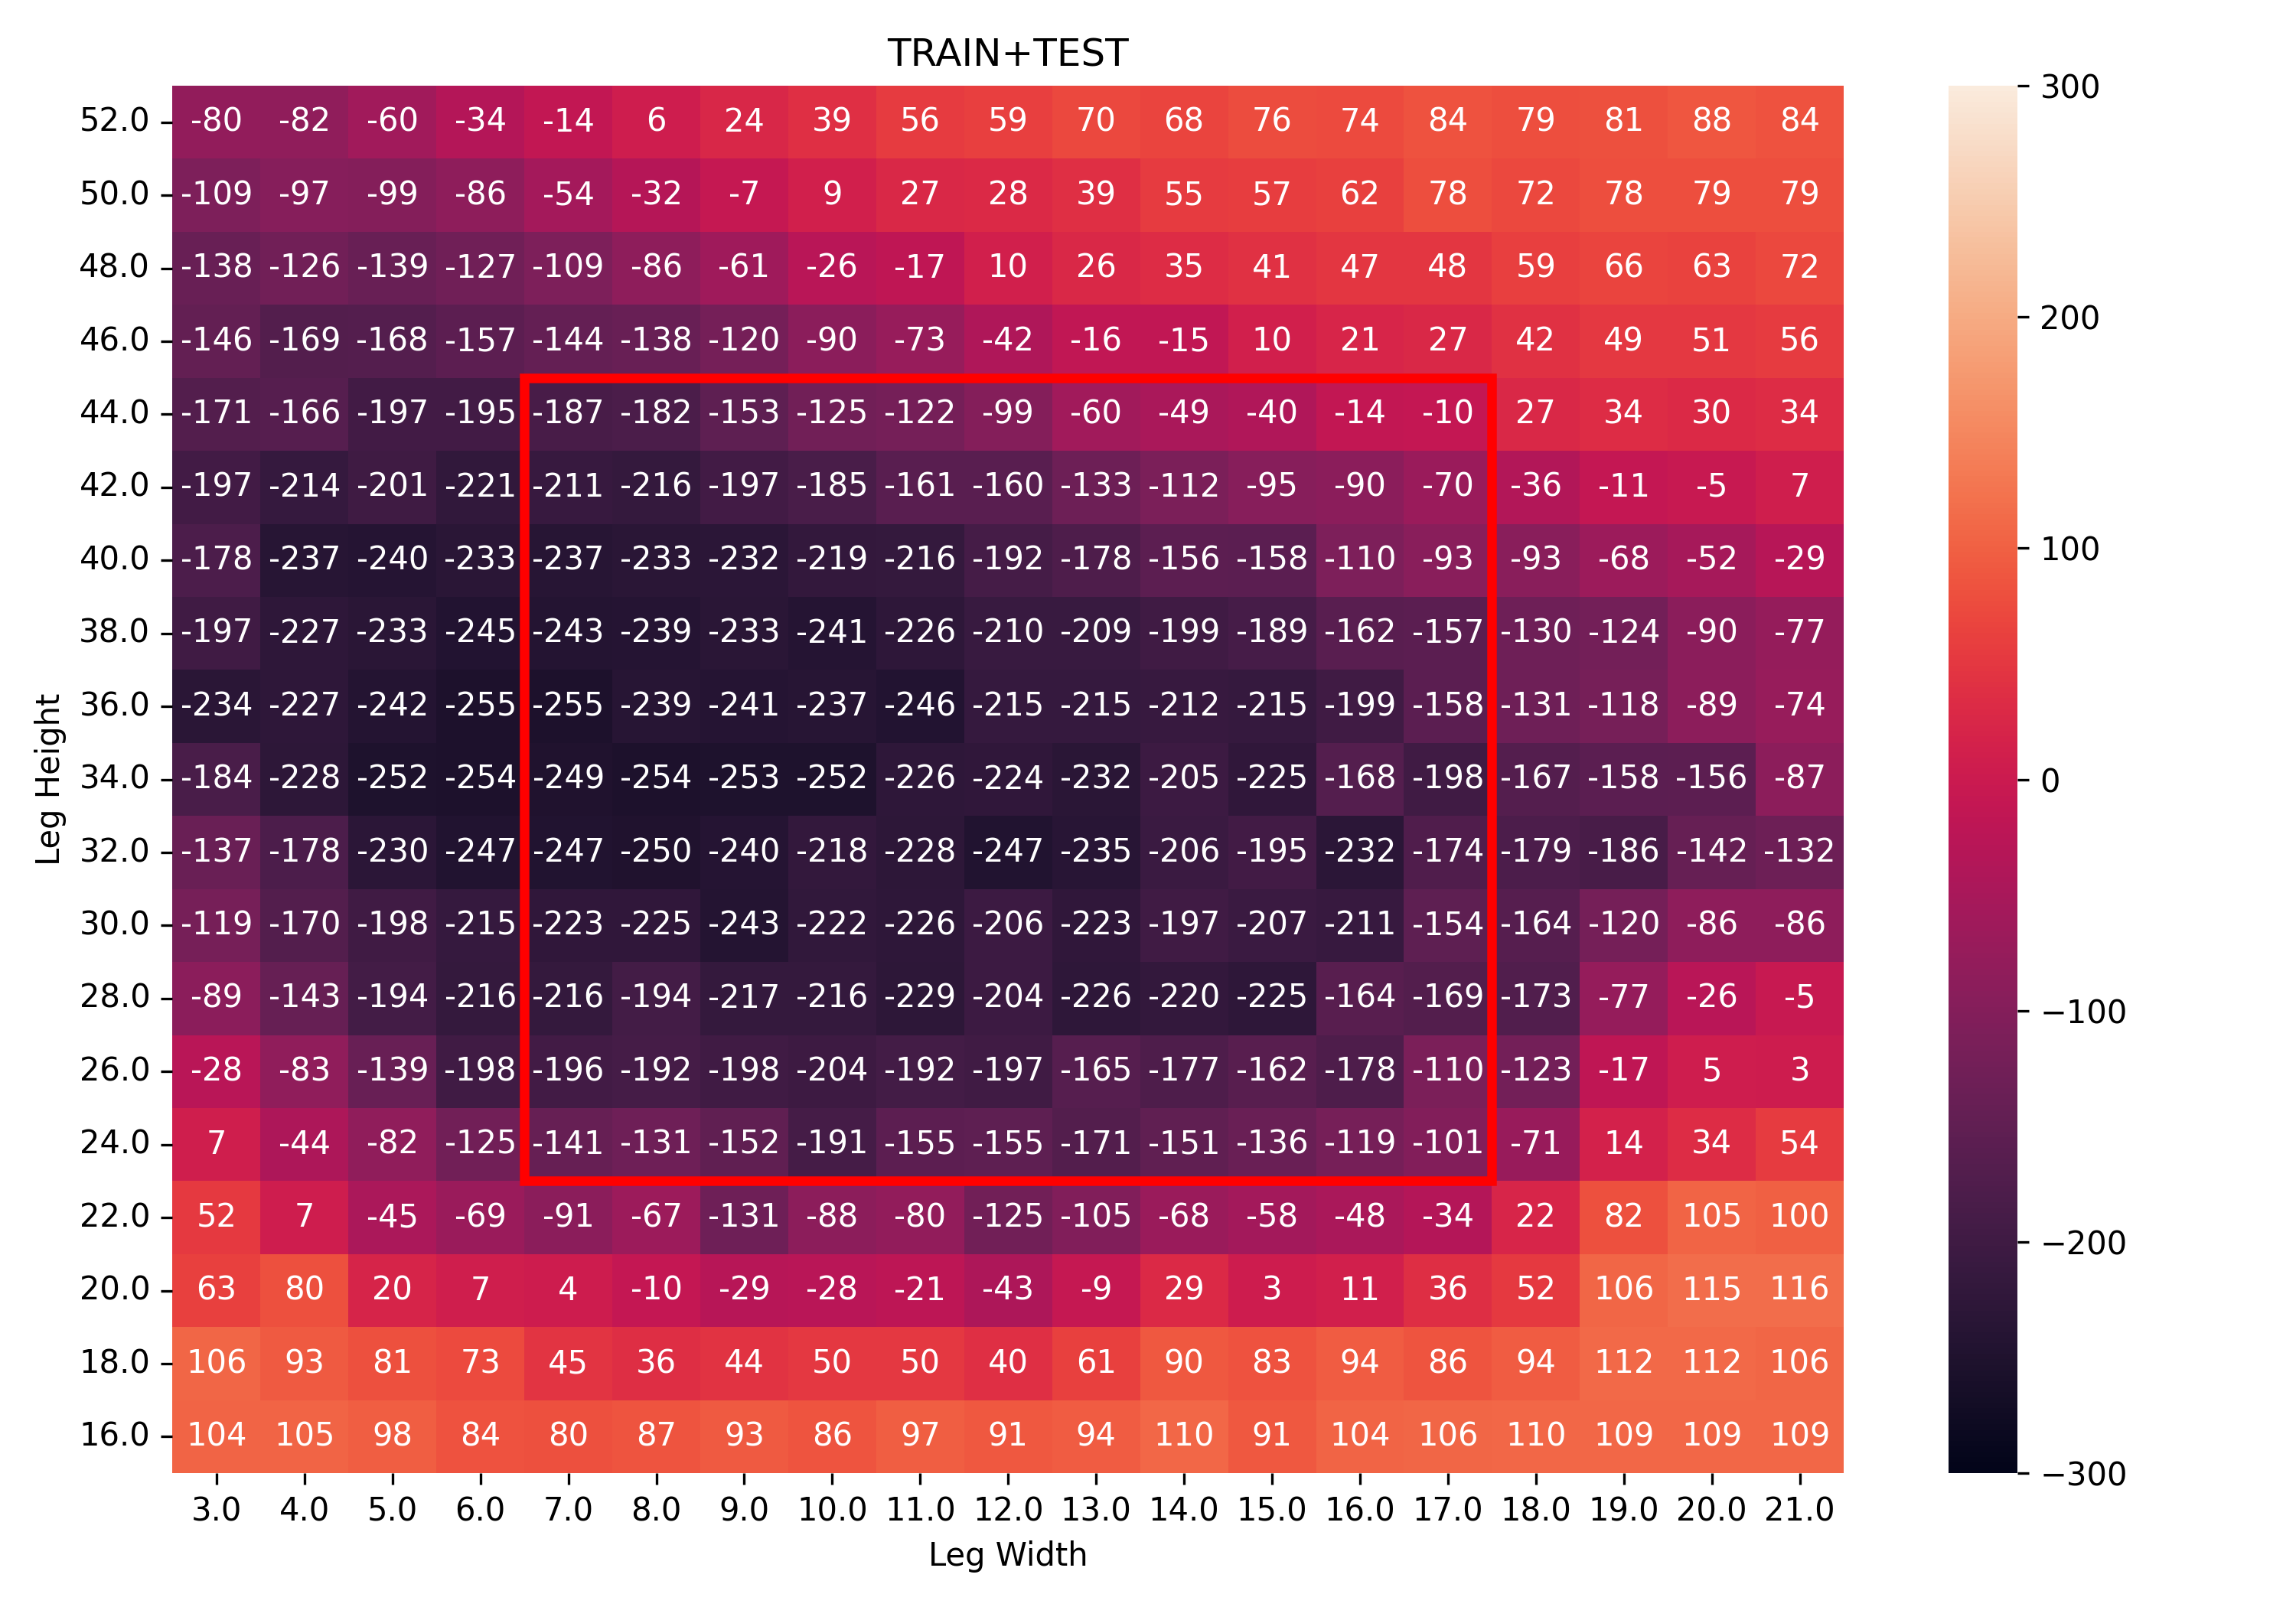 TRAIN+TEST
52.0 -80 -82 -60 -34 -14 6 24 39 56 59 70 68 76 74 84 79 81 88 84
50.0 -109 -97 -99 -86 -54 -32 -7 9 27 28 39 55 57 62 78 72 78 79 79
48.0 -138 -126 -139 -127 -109 -86 -61 -26 -17 10 26 35 41 47 48 59 66 63 72
46.0 -146 -169 -168 -157 -144 -138 -120 -90 -73 -42 -16 -15 10 21 27 42 49 51 56
44.0 -171 -166 -197 -195 -187 -182 -153 -125 -122 -99 -60 -49 -40 -14 -10 27 34 30 34
42.0 -197 -214 -201 -221 -211 -216 -197 -185 -161 -160 -133 -112 -95 -90 -70 -36 -11 -5 7
40.0 -178 -237 -240 -233 -237 -233 -232 -219 -216 -192 -178 -156 -158 -110 -93 -93 -68 -52 -29
38.0 -197 -227 -233 -245 -243 -239 -233 -241 -226 -210 -209 -199 -189 -162 -157 -130 -124 -90 -77
36.0 -234 -227 -242 -255 -255 -239 -241 -237 -246 -215 -215 -212 -215 -199 -158 -131 -118 -89 -74
34.0 -184 -228 -252 -254 -249 -254 -253 -252 -226 -224 -232 -205 -225 -168 -198 -167 -158 -156 -87
32.0 -137 -178 -230 -247 -247 -250 -240 -218 -228 -247 -235 -206 -195 -232 -174 -179 -186 -142 -132
30.0 -119 -170 -198 -215 -223 -225 -243 -222 -226 -206 -223 -197 -207 -211 -154 -164 -120 -86 -86
28.0 -89 -143 -194 -216 -216 -194 -217 -216 -229 -204 -226 -220 -225 -164 -169 -173 -77 -26 -5
26.0 -28 -83 -139 -198 -196 -192 -198 -204 -192 -197 -165 -177 -162 -178 -110 -123 -17 5 3
24.0 7 -44 -82 -125 -141 -131 -152 -191 -155 -155 -171 -151 -136 -119 -101 -71 14 34 54
22.0 52 7 -45 -69 -91 -67 -131 -88 -80 -125 -105 -68 -58 -48 -34 22 82 105 100
20.0 63 80 20 7 4 -10 -29 -28 -21 -43 -9 29 3 11 36 52 106 115 116
18.0 106 93 81 73 45 36 44 50 50 40 61 90 83 94 86 94 112 112 106
16.0 104 105 98 84 80 87 93 86 97 91 94 110 91 104 106 110 109 109 109
3.0 4.0 5.0 6.0 7.0 8.0 9.0 10.0 11.0 12.0 13.0 14.0 15.0 16.0 17.0 18.0 19.0 20.0 21.0
Leg Width
Leg Height
300
200
100
0
−100
−200
−300